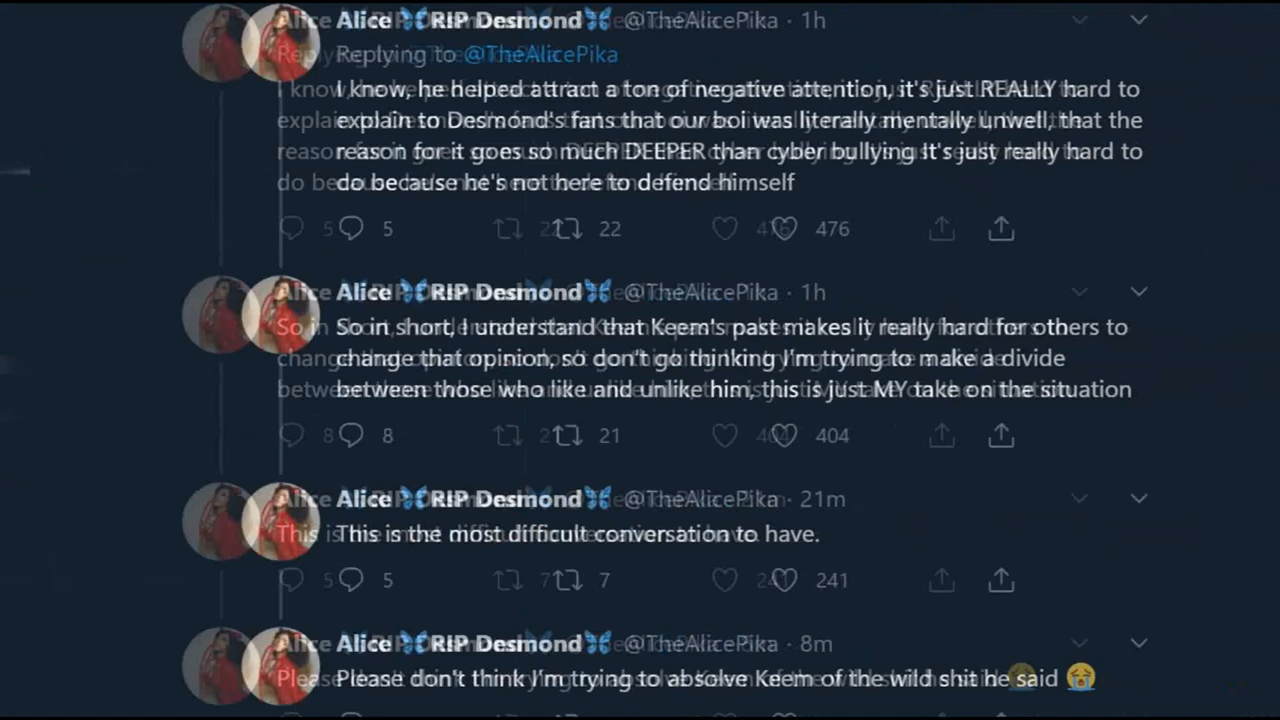 Alice 🦋RIP Desmond🦋 @TheAlicePika · 1h
Replying to @TheAlicePika
I know, he helped attract a ton of negative attention, it's just REALLY hard to
explain to Desmond's fans that our boi was literally mentally unwell, that the
reason for it goes so much DEEPER than cyber bullying It's just really hard to
do because he's not here to defend himself
5 22 476
Alice 🦋RIP Desmond🦋 @TheAlicePika · 1h
So in short, I understand that Keem's past makes it really hard for others to
change that opinion, so don't go thinking I'm trying to make a divide
between those who like and unlike him, this is just MY take on the situation
8 21 404
Alice 🦋RIP Desmond🦋 @TheAlicePika · 21m
This is the most difficult conversation to have.
5 7 241
Alice 🦋RIP Desmond🦋 @TheAlicePika · 8m
Please don't think I'm trying to absolve Keem of the wild shit he said 😭